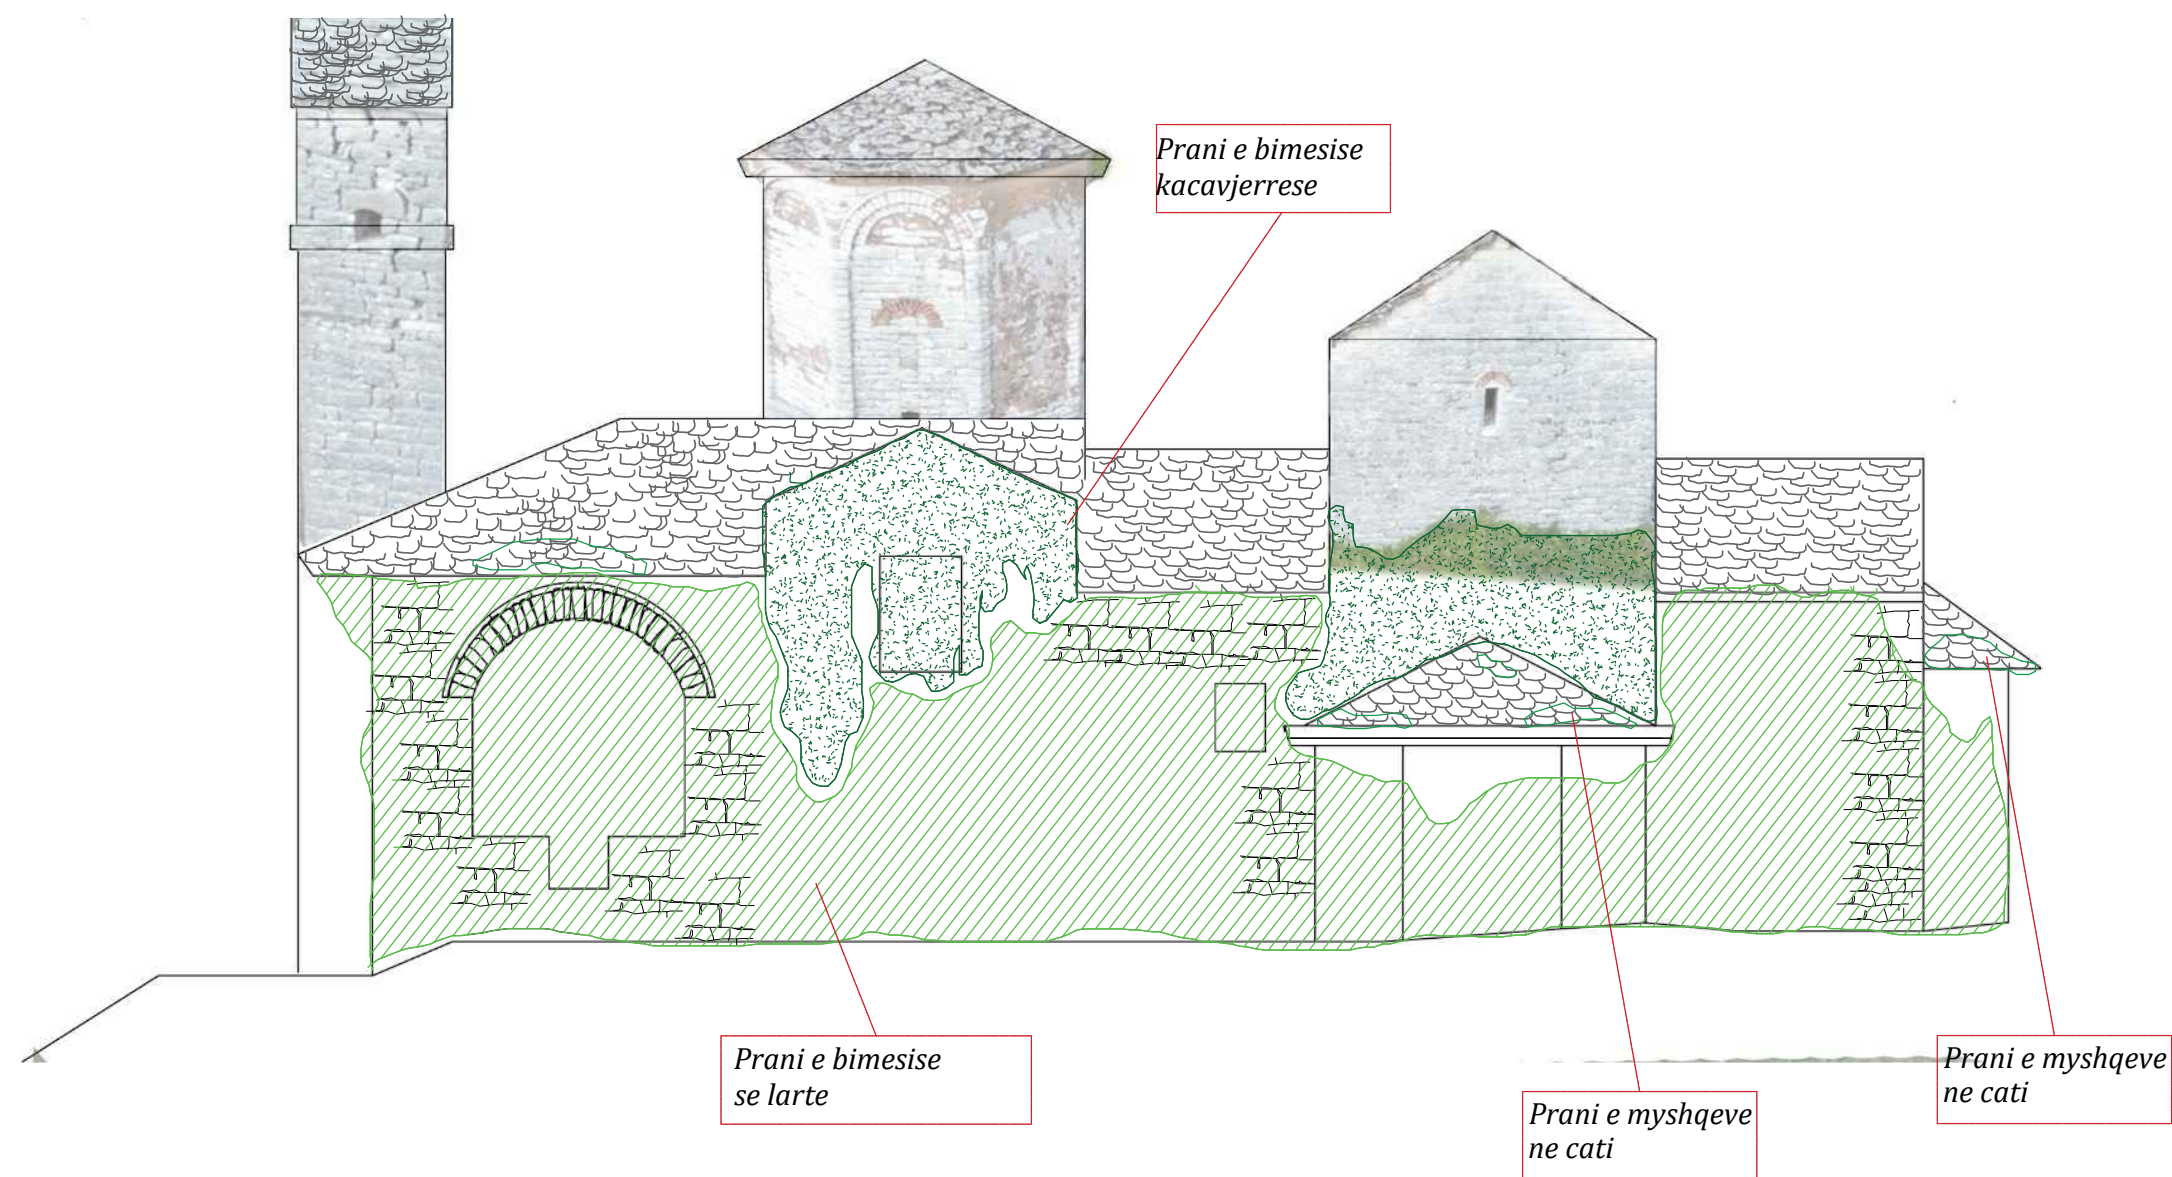 Prani e bimesise
kacavjerrese
Prani e bimesise
se larte
Prani e myshqeve
ne cati
Prani e myshqeve
ne cati